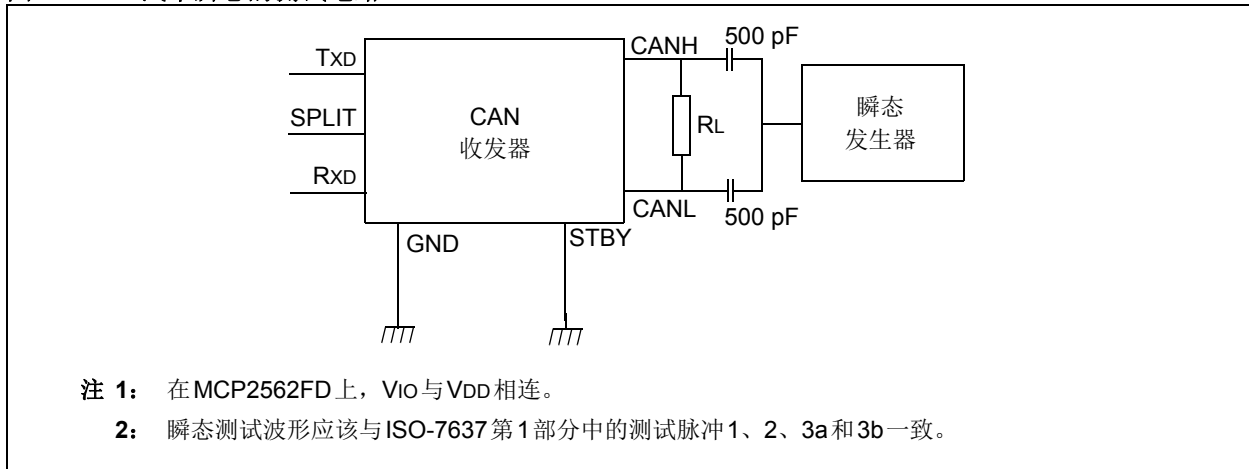 CANH
500 pF
TXD
SPLIT
RXD
CAN
收发器
RL
瞬态
发生器
CANL
500 pF
GND
STBY
注 1： 在MCP2562FD上，VIO与VDD相连。
2： 瞬态测试波形应该与ISO-7637第1部分中的测试脉冲1、2、3a和3b一致。